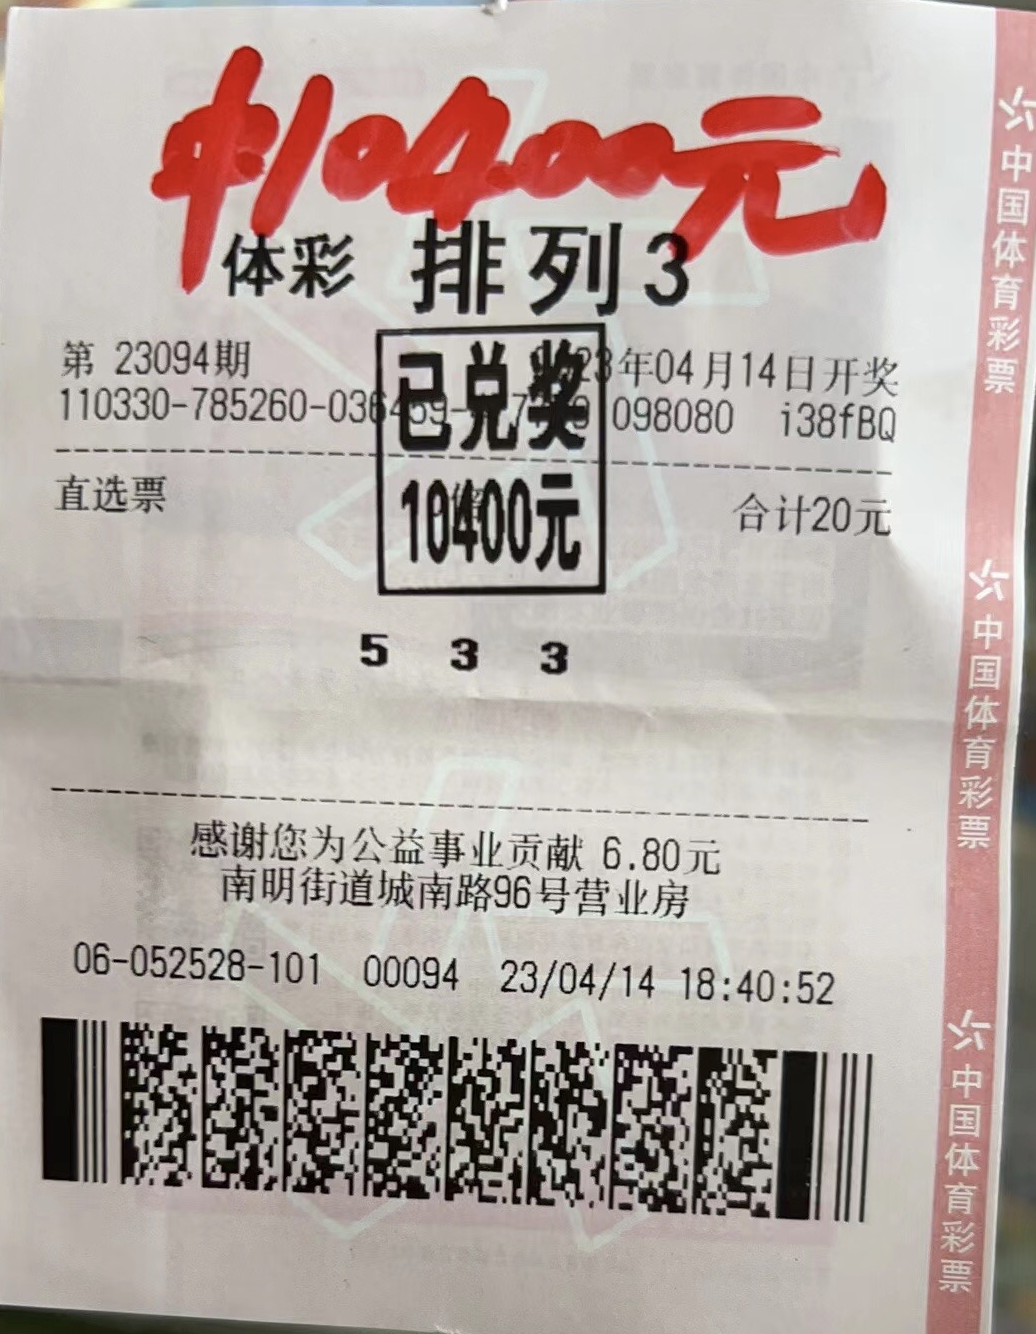 中10400元
体彩 排列3
第 23094期 2023年04月14日开奖
110330-785260-036459- 098080 i38fBQ
已兑奖
10400元
直选票 合计20元
5 3 3
感谢您为公益事业贡献 6.80元
南明街道城南路96号营业房
06-052528-101 00094 23/04/14 18:40:52
中国体育彩票
中国体育彩票
中国体育彩票